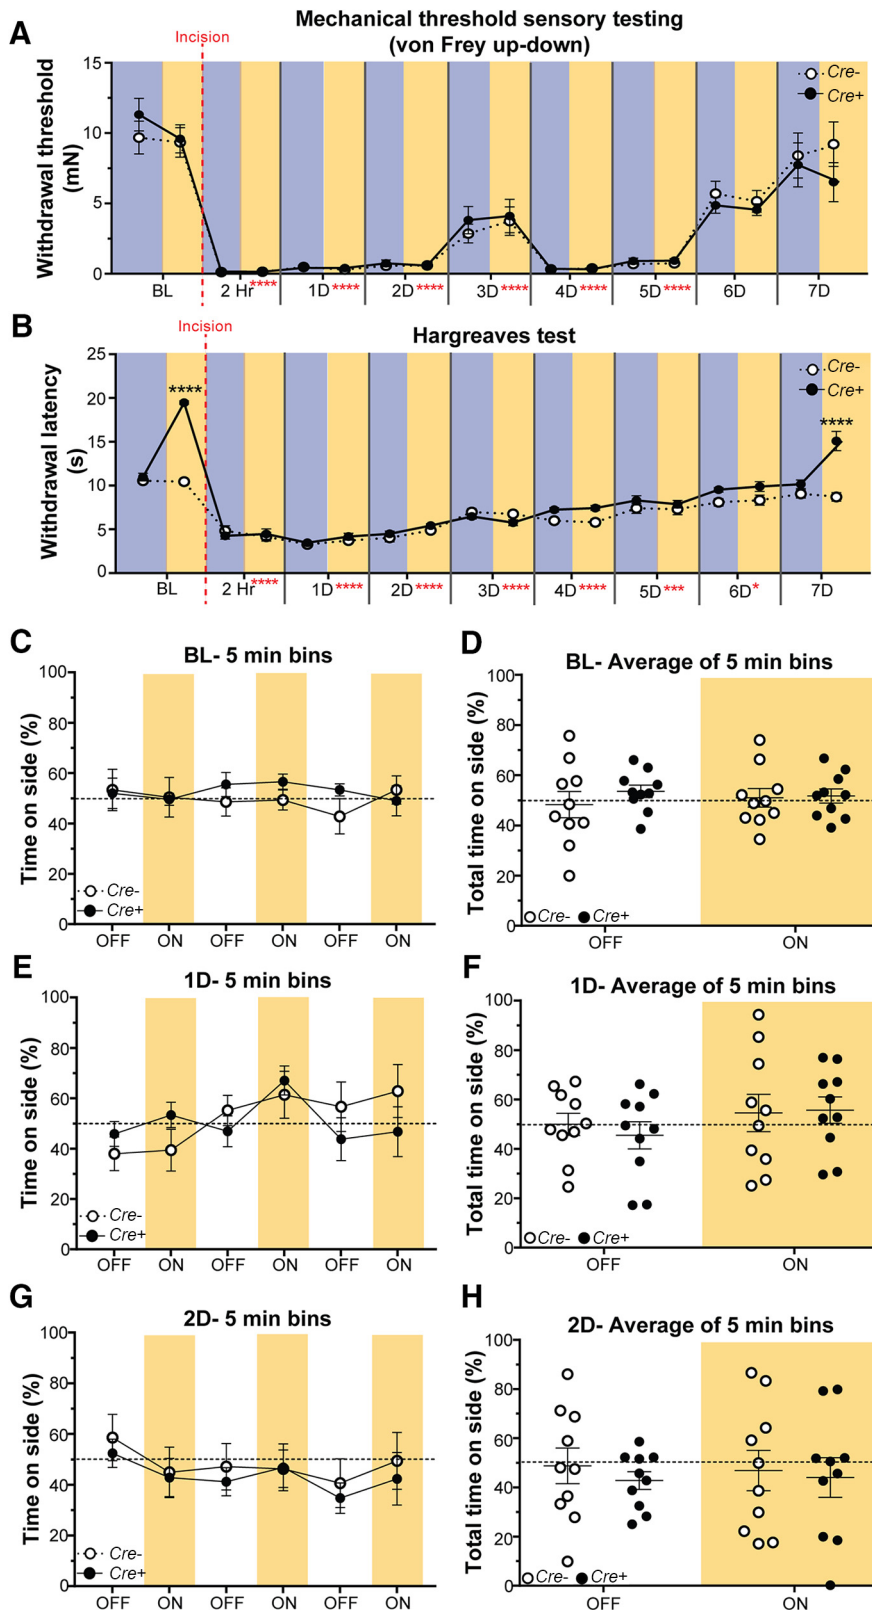 A
Mechanical threshold sensory testing
(von Frey up-down)
Incision
Withdrawal threshold
(mN)
15
10
5
0
Cre-
Cre+
BL
2 Hr ****
1D ****
2D ****
3D ****
4D ****
5D ****
6D
7D
B
Incision
Hargreaves test
Withdrawal latency
(s)
25
20
15
10
5
0
****
****
Cre-
Cre+
BL
2 Hr ****
1D ****
2D ****
3D ****
4D ****
5D ***
6D *
7D
C
BL- 5 min bins
Time on side (%)
100
80
60
40
20
0
Cre-
Cre+
OFF ON OFF ON OFF ON
D
BL- Average of 5 min bins
Total time on side (%)
100
80
60
40
20
0
Cre- Cre+
OFF ON
E
1D- 5 min bins
Time on side (%)
100
80
60
40
20
0
Cre-
Cre+
OFF ON OFF ON OFF ON
F
1D- Average of 5 min bins
Total time on side (%)
100
80
60
40
20
0
Cre- Cre+
OFF ON
G
2D- 5 min bins
Time on side (%)
100
80
60
40
20
0
Cre-
Cre+
OFF ON OFF ON OFF ON
H
2D- Average of 5 min bins
Total time on side (%)
100
80
60
40
20
0
Cre- Cre+
OFF ON